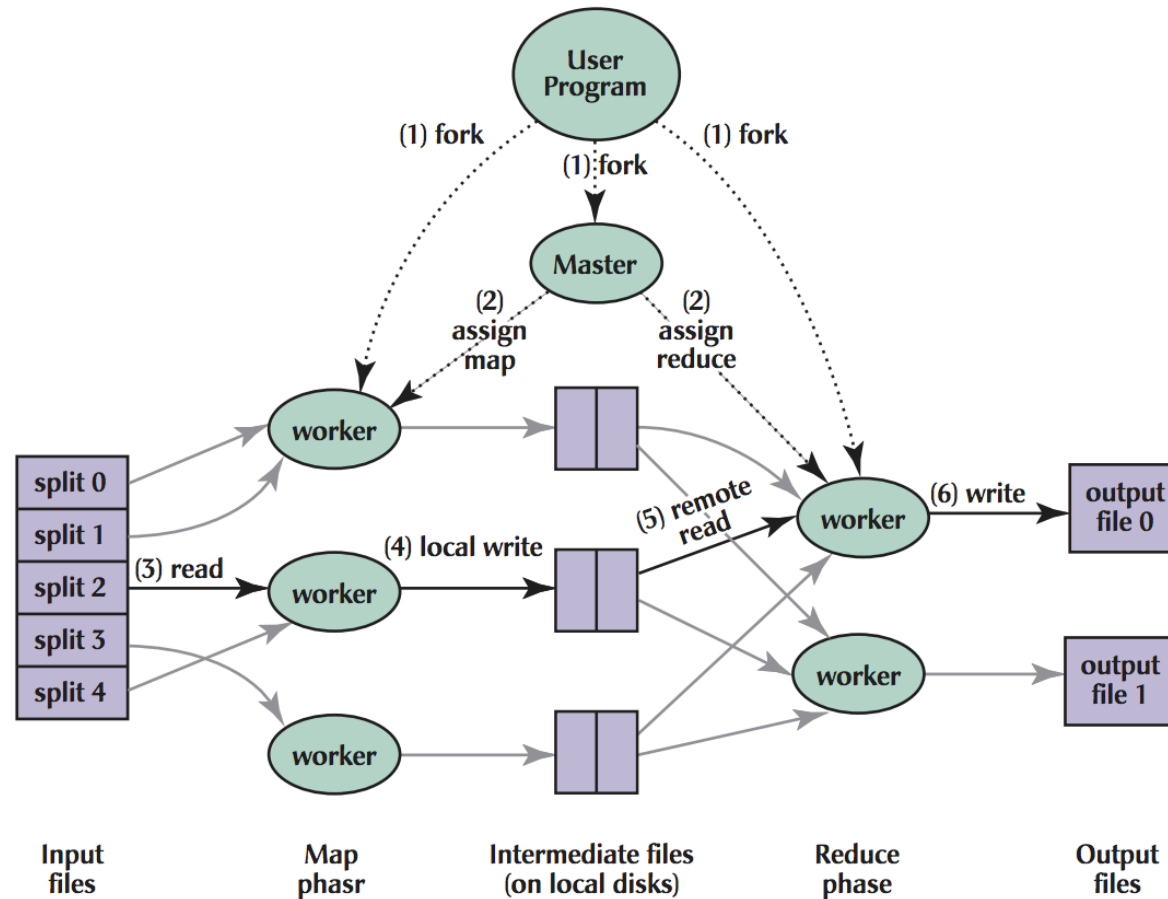 User
Program
(1) fork
(1) fork
(1) fork
Master
(2)
assign
map
(2)
assign
reduce
worker
split 0
split 1
split 2
split 3
split 4
(3) read
worker
(4) local write
worker
(5) remote
read
worker
(6) write
output
file 0
worker
output
file 1
Input
files
Map
phasr
Intermediate files
(on local disks)
Reduce
phase
Output
files